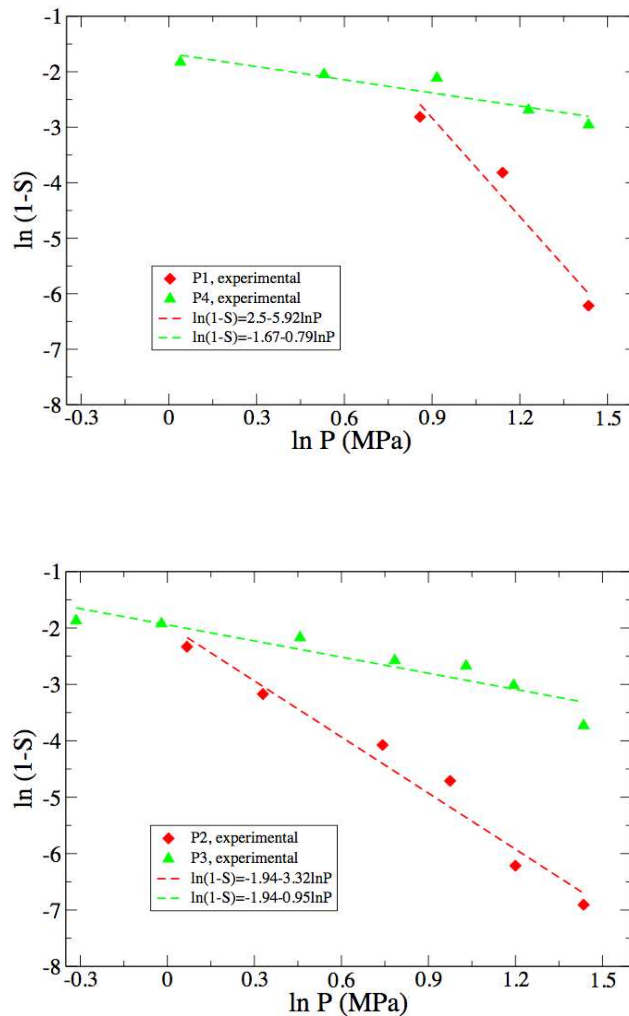 -1
-2
-3
-4
-5
-6
-7
-8
ln (1-S)
P1, experimental
P4, experimental
ln(1-S)=2.5-5.92lnP
ln(1-S)=-1.67-0.79lnP
-0.3 0 0.3 0.6 0.9 1.2 1.5
ln P (MPa)
-1
-2
-3
-4
-5
-6
-7
-8
ln (1-S)
P2, experimental
P3, experimental
ln(1-S)=-1.94-3.32lnP
ln(1-S)=-1.94-0.95lnP
-0.3 0 0.3 0.6 0.9 1.2 1.5
ln P (MPa)